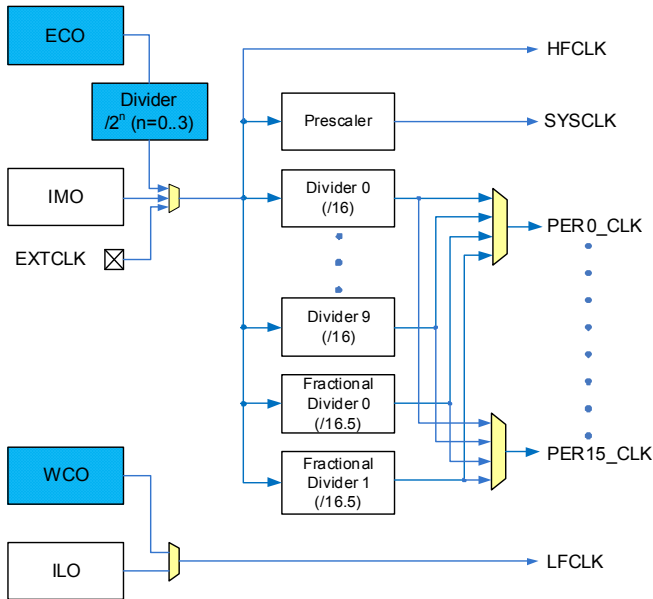 ECO
HFCLK
Divider
/2ⁿ (n=0..3)
Prescaler
SYSCLK
IMO
Divider 0
(/16)
PER0_CLK
EXTCLK
Divider 9
(/16)
Fractional
Divider 0
(/16.5)
WCO
Fractional
Divider 1
(/16.5)
PER15_CLK
ILO
LFCLK